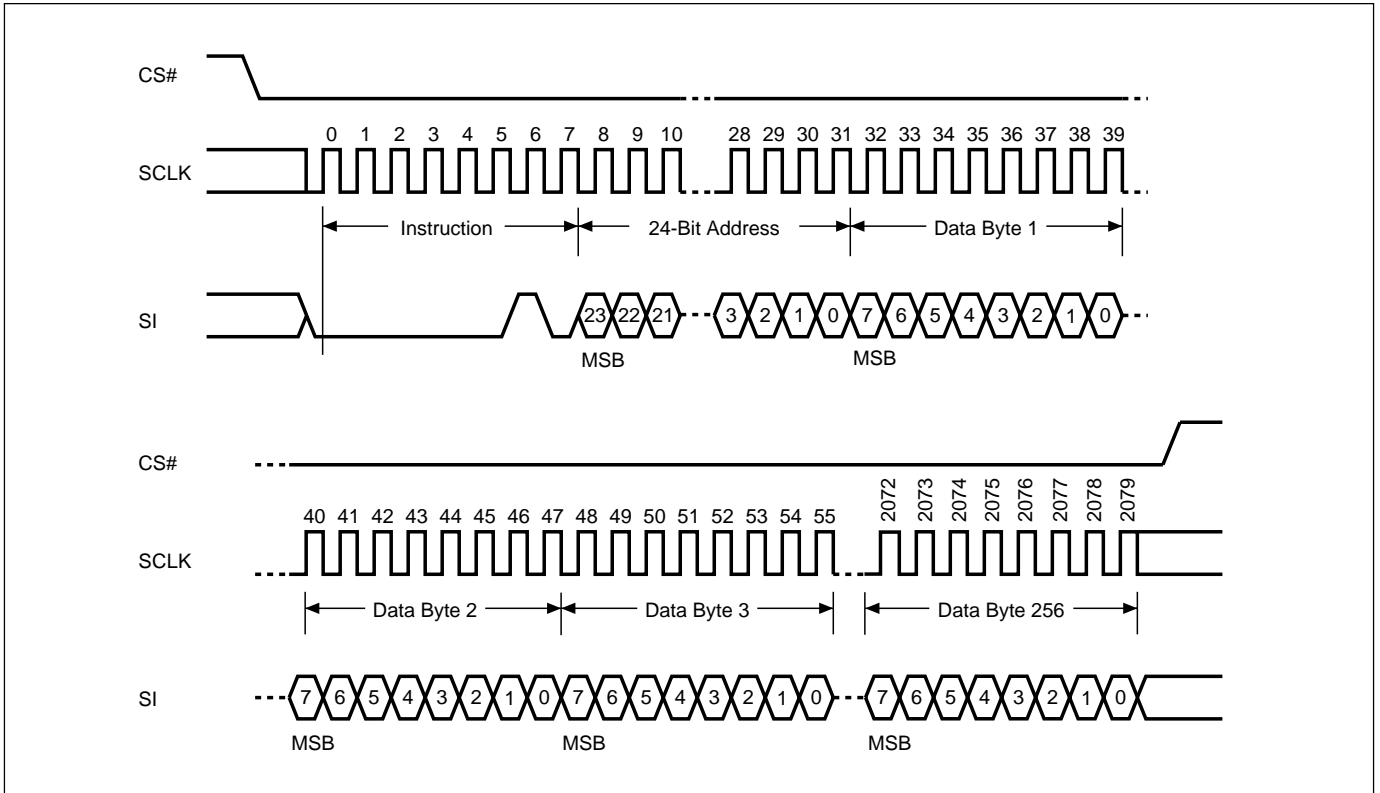 CS#
0 1 2 3 4 5 6 7 8 9 10 28 29 30 31 32 33 34 35 36 37 38 39
SCLK
Instruction 24-Bit Address Data Byte 1
SI 23 22 21 3 2 1 0 7 6 5 4 3 2 1 0
MSB MSB
CS#
2072 2073 2074 2075 2076 2077 2078 2079
40 41 42 43 44 45 46 47 48 49 50 51 52 53 54 55
SCLK
Data Byte 2 Data Byte 3 Data Byte 256
SI 7 6 5 4 3 2 1 0 7 6 5 4 3 2 1 0 7 6 5 4 3 2 1 0
MSB MSB MSB